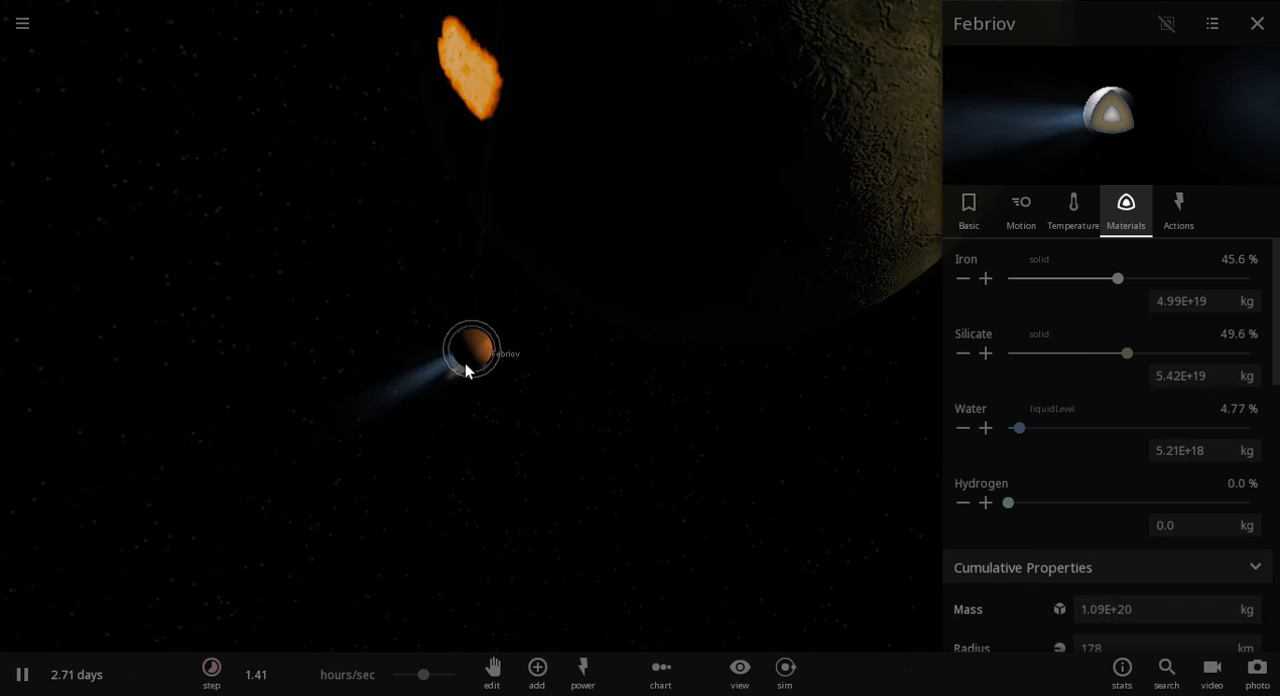 Febriov
Basic
Motion
Temperature
Materials
Actions
Iron solid 45.6 %
4.99E+19 kg
Silicate solid 49.6 %
5.42E+19 kg
Water liquidLevel 4.77 %
5.21E+18 kg
Hydrogen 0.0 %
0.0 kg
Cumulative Properties
Mass 1.09E+20 kg
Radius 178 km
Febriov
2.71 days
step
1.41 hours/sec
edit
add
power
chart
view
sim
stats
search
video
photo